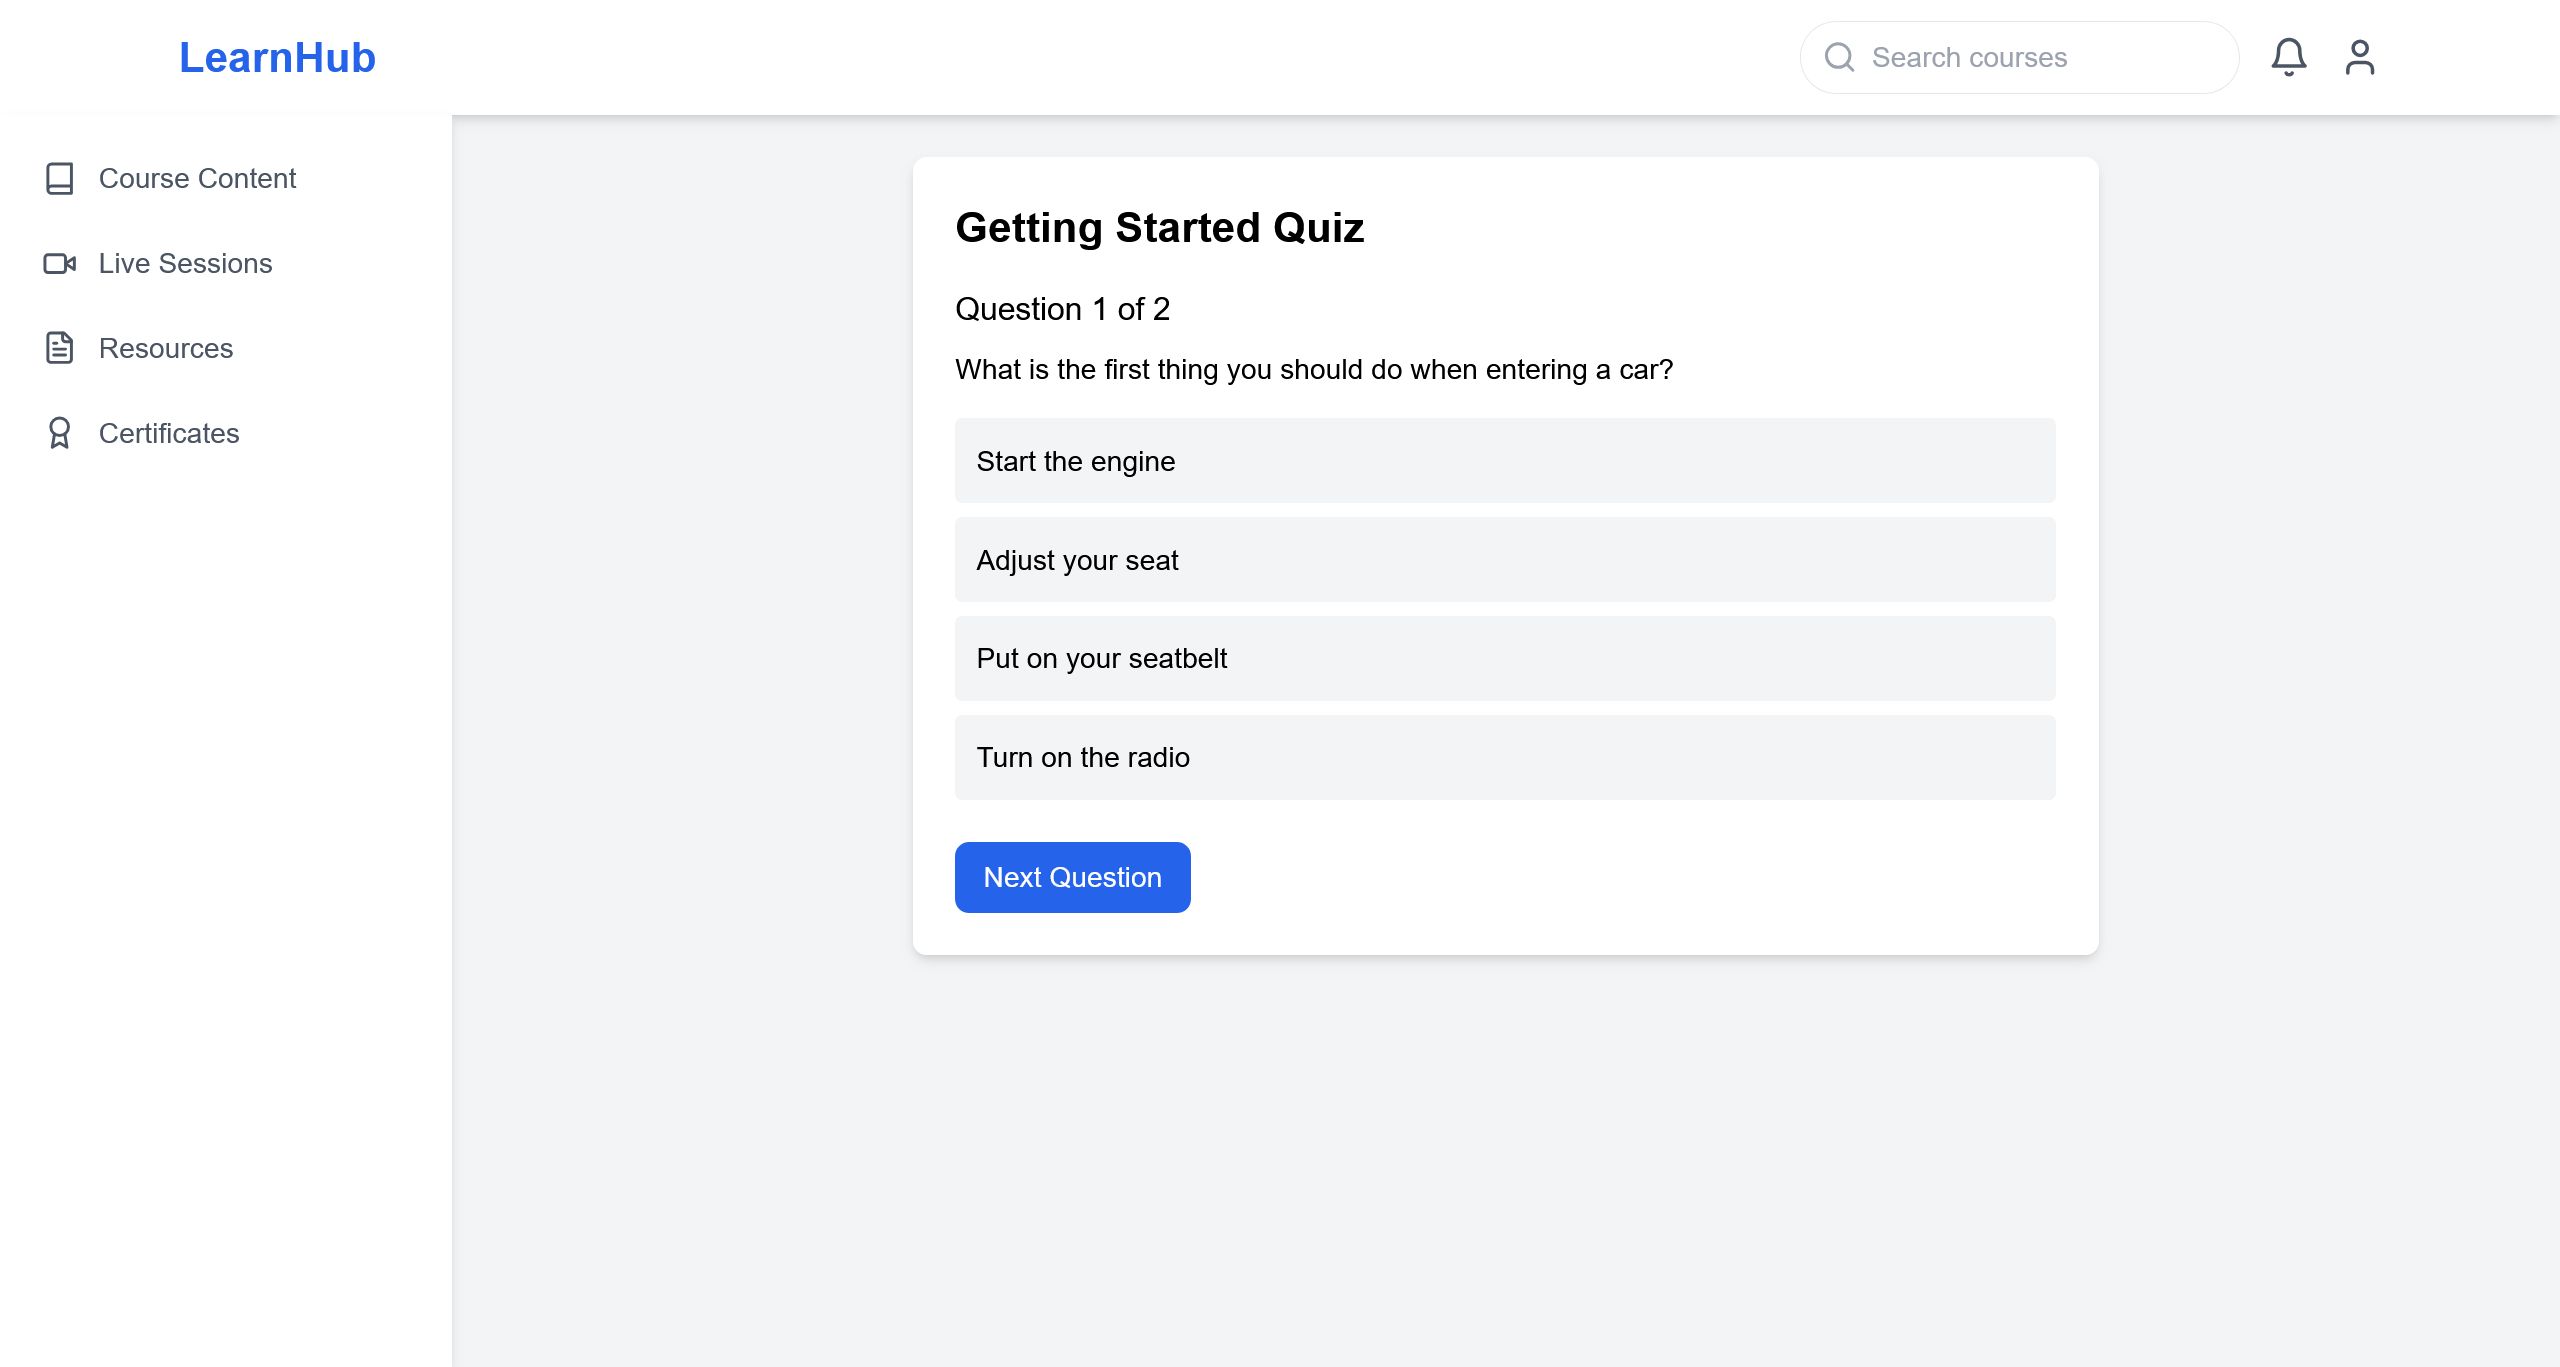 LearnHub
Search courses
Course Content
Live Sessions
Resources
Certificates
Getting Started Quiz
Question 1 of 2
What is the first thing you should do when entering a car?
Start the engine
Adjust your seat
Put on your seatbelt
Turn on the radio
Next Question